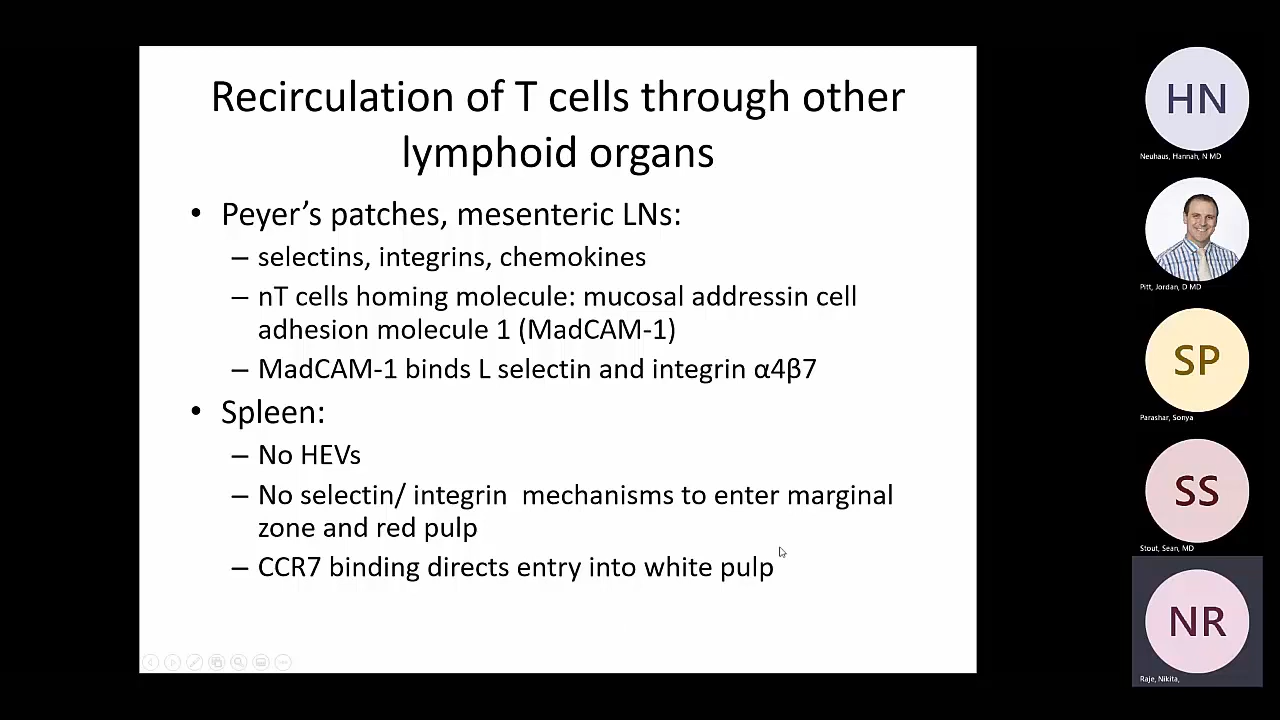 Recirculation of T cells through other
lymphoid organs
• Peyer’s patches, mesenteric LNs:
– selectins, integrins, chemokines
– nT cells homing molecule: mucosal addressin cell
adhesion molecule 1 (MadCAM-1)
– MadCAM-1 binds L selectin and integrin α4β7
• Spleen:
– No HEVs
– No selectin/ integrin  mechanisms to enter marginal
zone and red pulp
– CCR7 binding directs entry into white pulp
HN
Neuhaus, Hannah, N MD
Pitt, Jordan, D MD
SP
Parashar, Sonya
SS
Stout, Sean, MD
NR
Raje, Nikita,